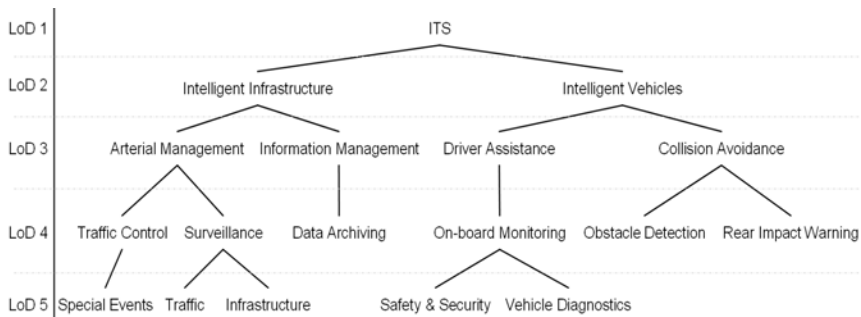 LoD 1 ITS
LoD 2 Intelligent Infrastructure Intelligent Vehicles
LoD 3 Arterial Management Information Management Driver Assistance Collision Avoidance
LoD 4 Traffic Control Surveillance Data Archiving On-board Monitoring Obstacle Detection Rear Impact Warning
LoD 5 Special Events Traffic Infrastructure Safety & Security Vehicle Diagnostics